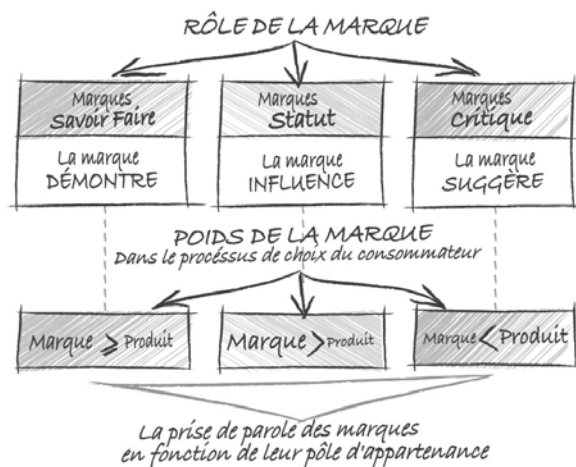 RÔLE DE LA MARQUE
Marques
Savoir Faire
La marque
DÉMONTRE
Marques
Statut
La marque
INFLUENCE
Marques
Critique
La marque
SUGGÈRE
POIDS DE LA MARQUE
Dans le procéssus de choix du consommateur
Marque ≥ Produit
Marque > Produit
Marque < Produit
La prise de parole des marques
en fonction de leur pôle d'appartenance